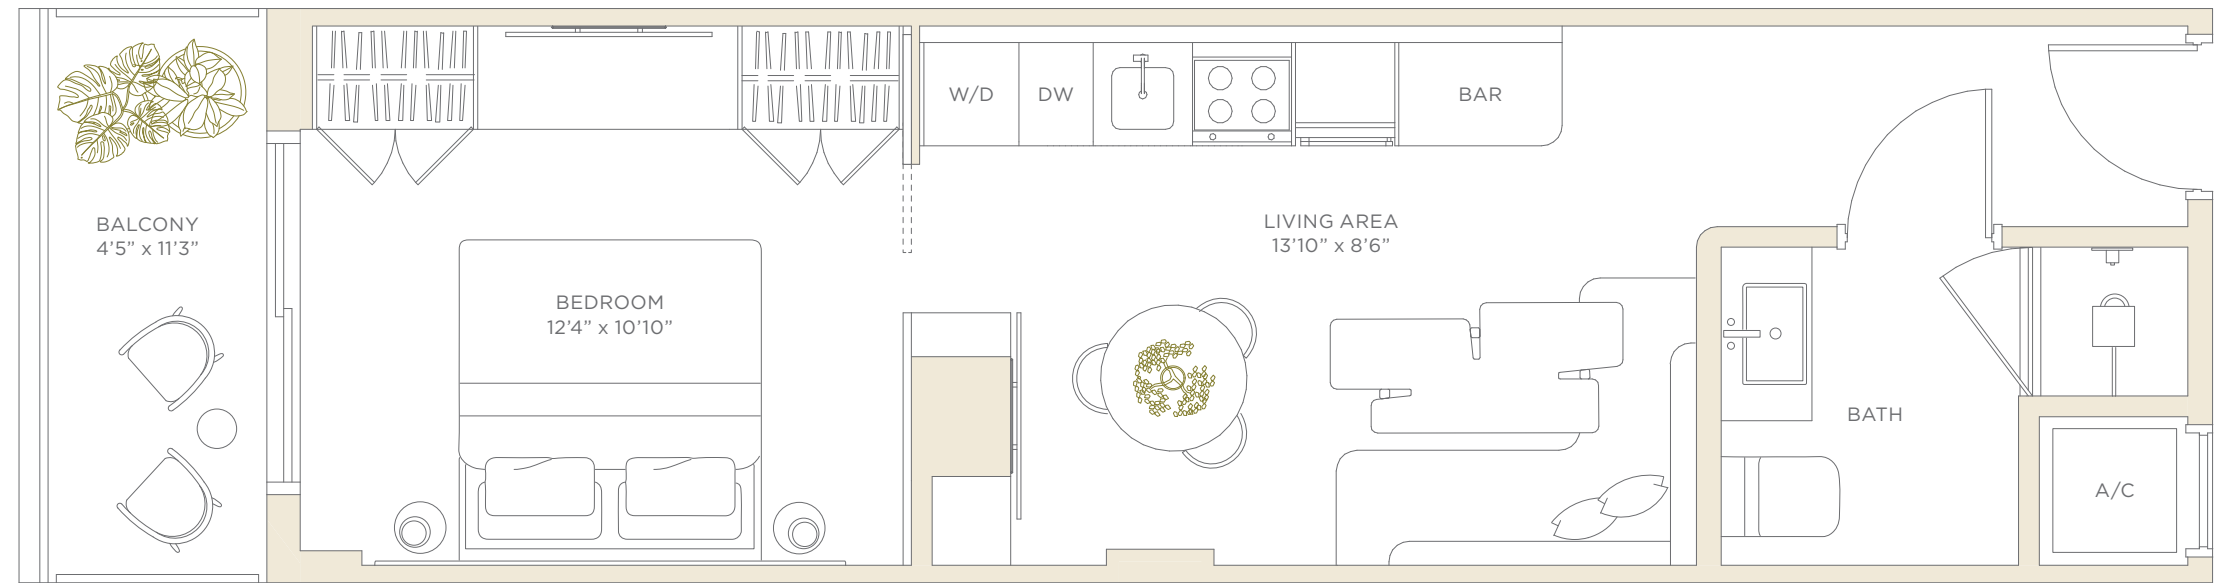 W/D
DW
BAR
BALCONY
4’5” x 11’3”
LIVING AREA
13’10” x 8’6”
BEDROOM
12’4” x 10’10”
BATH
A/C